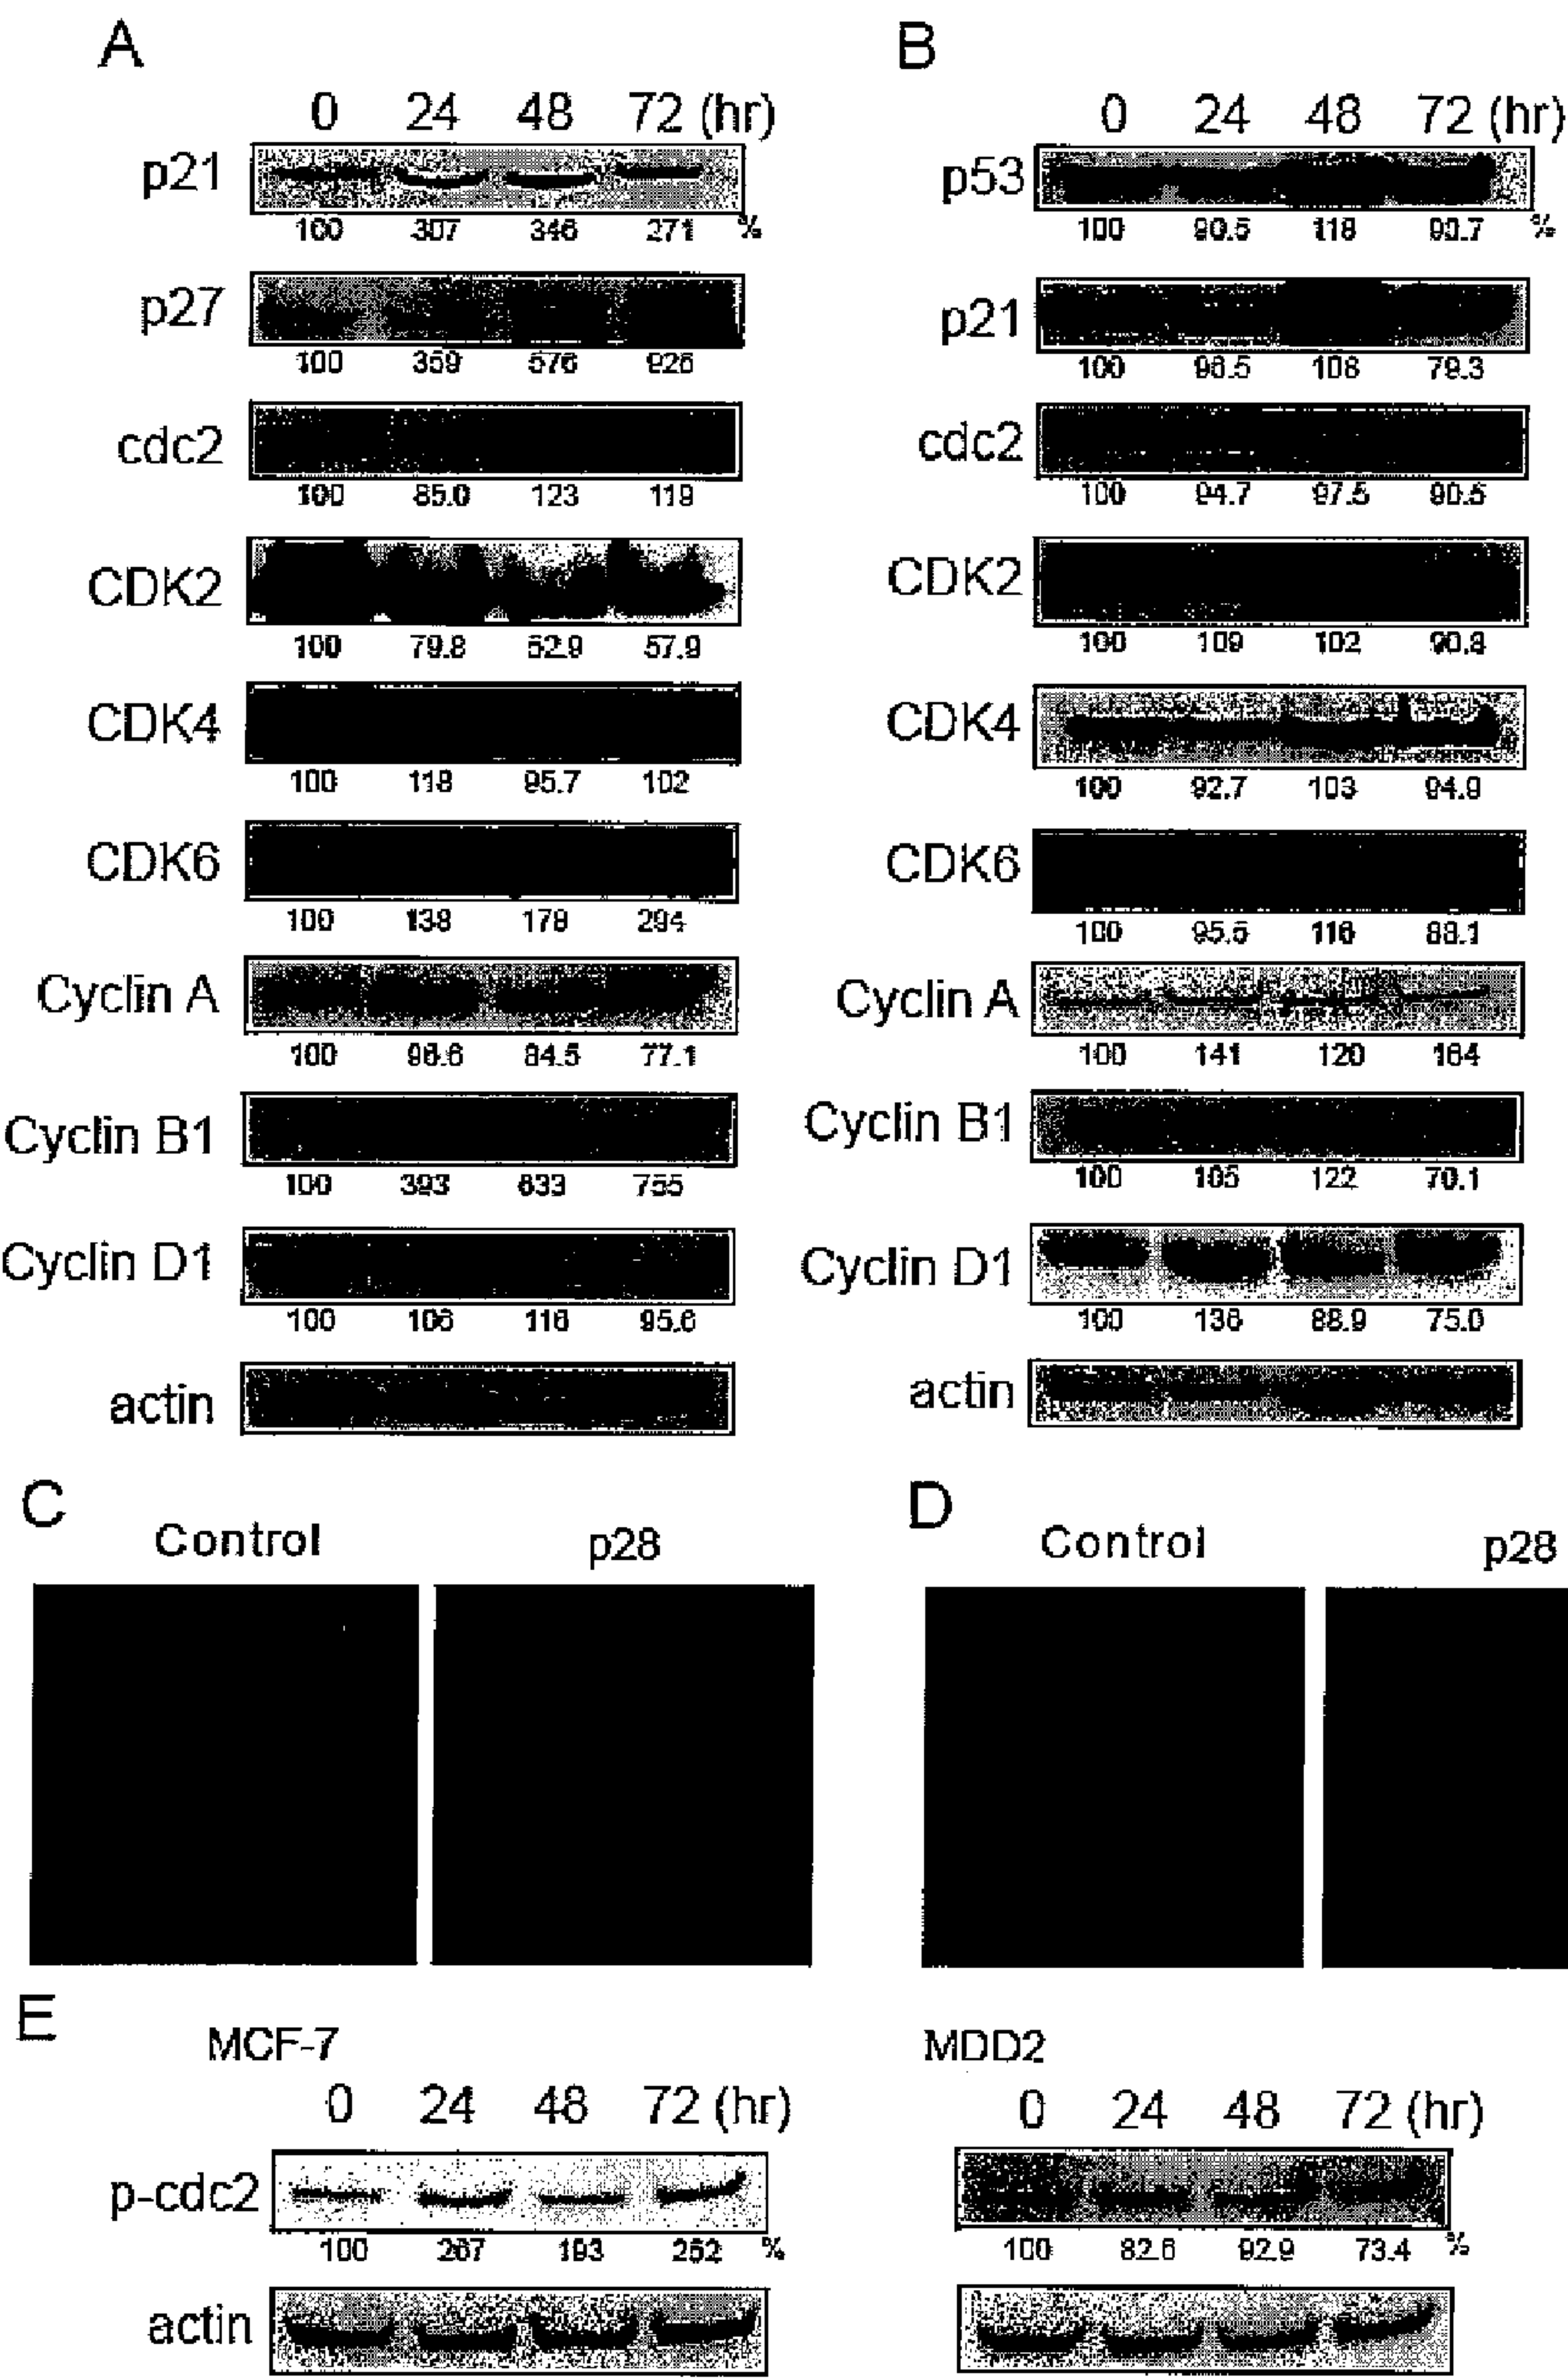 A
0 24 48 72 (hr)
p21
100 307 346 271 %
p27
100 359 576 926
cdc2
100 85.0 123 119
CDK2
100 79.8 52.9 57.9
CDK4
100 118 95.7 102
CDK6
100 138 178 294
Cyclin A
100 98.6 84.5 77.1
Cyclin B1
100 393 633 755
Cyclin D1
100 106 116 95.6
actin
B
0 24 48 72 (hr)
p53
100 90.5 118 %
p21
100 108 79.3
cdc2
100 94.7 97.5 90.5
CDK2
100 109 102 90.8
CDK4
100 92.7 103 94.9
CDK6
100 95.5 116 88.1
Cyclin A
100 141 120 164
Cyclin B1
100 105 122 70.1
Cyclin D1
100 136 88.9 75.0
actin
C
Control p28
D
Control p28
E
MCF-7
0 24 48 72 (hr)
p-cdc2
100 267 193 252 %
actin
MDD2
0 24 48 72 (hr)
100 82.6 92.9 73.4 %